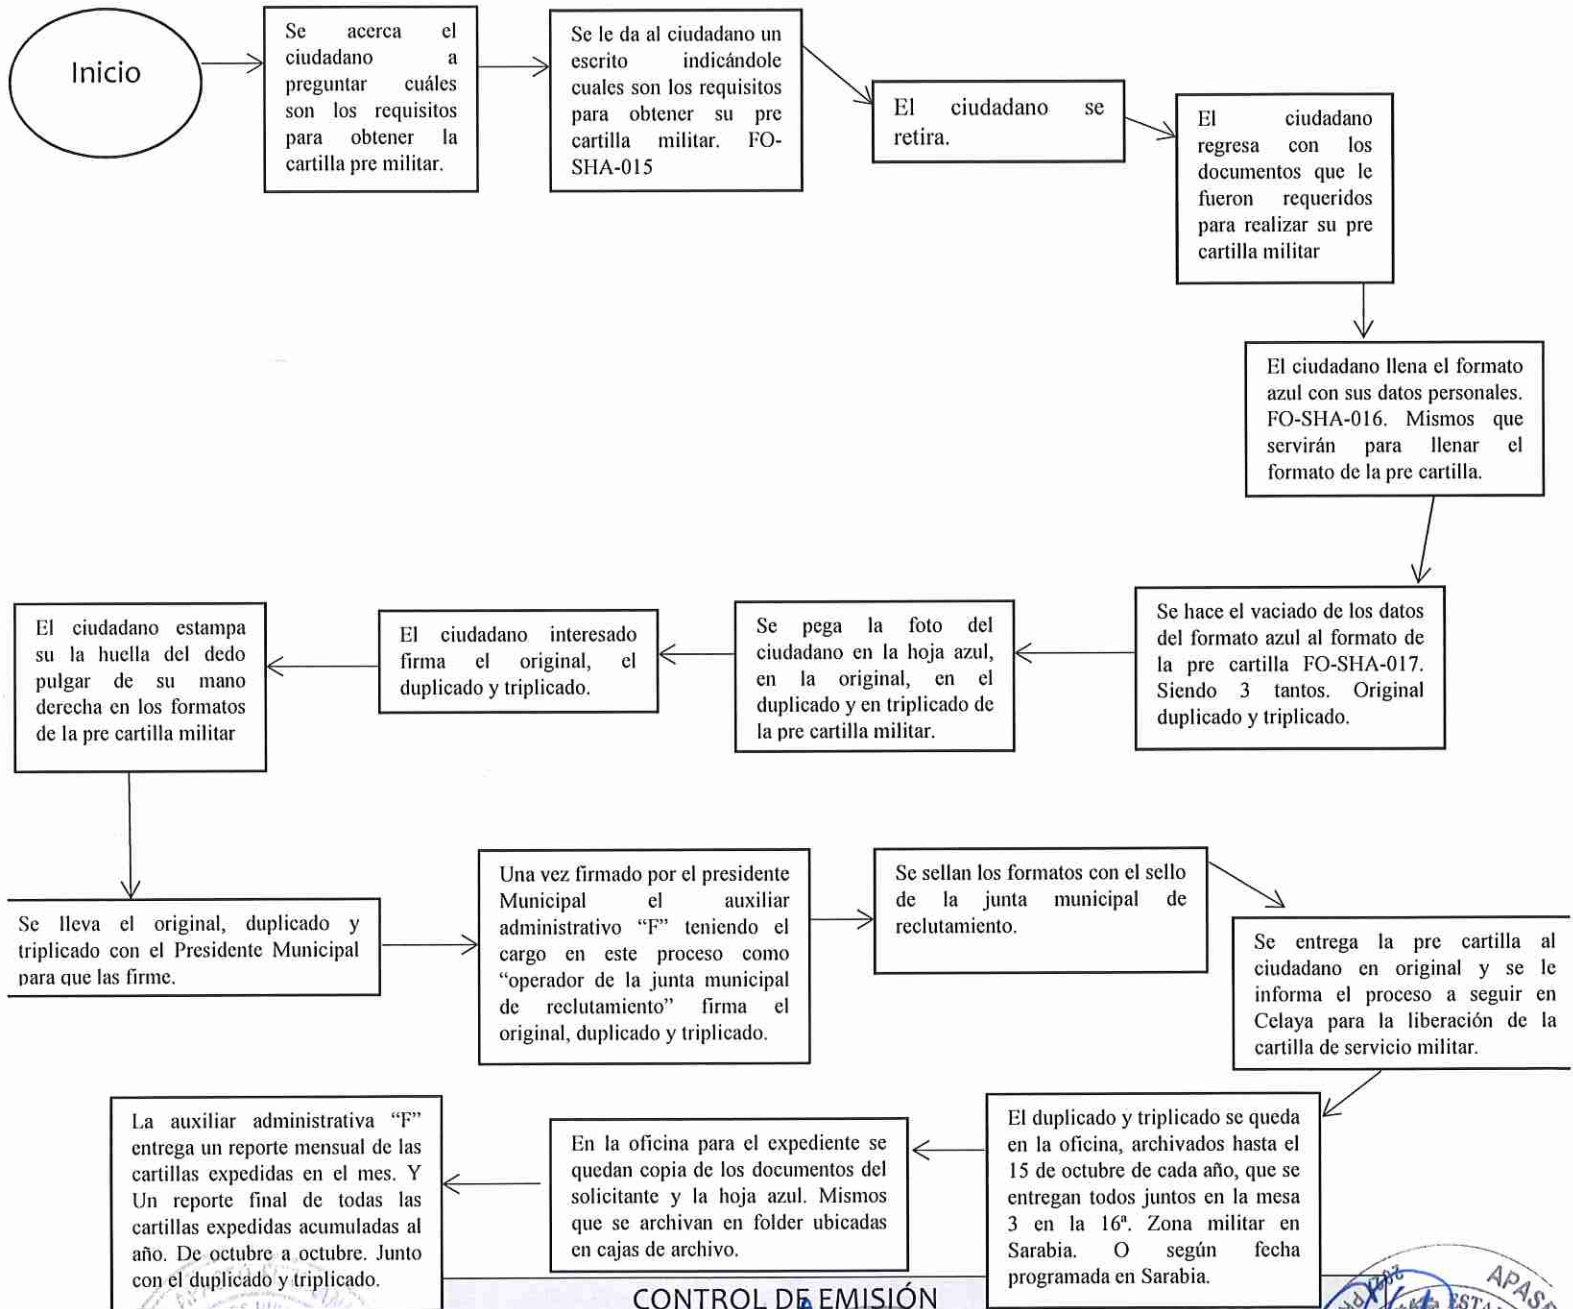 Inicio
Se acerca el
ciudadano a
preguntar cuáles
son los requisitos
para obtener la
cartilla pre militar.
Se le da al ciudadano un
escrito indicándole
cuales son los requisitos
para obtener su pre
cartilla militar. FO-
SHA-015
El ciudadano se
retira.
El ciudadano
regresa con los
documentos que le
fueron requeridos
para realizar su pre
cartilla militar
El ciudadano llena el formato
azul con sus datos personales.
FO-SHA-016. Mismos que
servirán para llenar el
formato de la pre cartilla.
Se hace el vaciado de los datos
del formato azul al formato de
la pre cartilla FO-SHA-017.
Siendo 3 tantos. Original
duplicado y triplicado.
Se pega la foto del
ciudadano en la hoja azul,
en la original, en el
duplicado y en triplicado de
la pre cartilla militar.
El ciudadano interesado
firma el original, el
duplicado y triplicado.
El ciudadano estampa
su la huella del dedo
pulgar de su mano
derecha en los formatos
de la pre cartilla militar
Se lleva el original, duplicado y
triplicado con el Presidente Municipal
para que las firme.
Una vez firmado por el presidente
Municipal el auxiliar
administrativo “F” teniendo el
cargo en este proceso como
“operador de la junta municipal
de reclutamiento” firma el
original, duplicado y triplicado.
Se sellan los formatos con el sello
de la junta municipal de
reclutamiento.
Se entrega la pre cartilla al
ciudadano en original y se le
informa el proceso a seguir en
Celaya para la liberación de la
cartilla de servicio militar.
El duplicado y triplicado se queda
en la oficina, archivados hasta el
15 de octubre de cada año, que se
entregan todos juntos en la mesa
3 en la 16ª. Zona militar en
Sarabia. O según fecha
programada en Sarabia.
En la oficina para el expediente se
quedan copia de los documentos del
solicitante y la hoja azul. Mismos
que se archivan en folder ubicadas
en cajas de archivo.
La auxiliar administrativa “F”
entrega un reporte mensual de las
cartillas expedidas en el mes. Y
Un reporte final de todas las
cartillas expedidas acumuladas al
año. De octubre a octubre. Junto
con el duplicado y triplicado.
CONTROL DE EMISIÓN